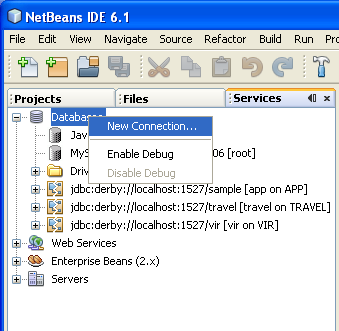 NetBeans IDE 6.1
File Edit View Navigate Source Refactor Build Run Pro
Projects Files Services
Databases
New Connection...
Jav
MyS 06 [root]
Enable Debug
Driv
Disable Debug
jdbc:derby://localhost:1527/sample [app on APP]
jdbc:derby://localhost:1527/travel [travel on TRAVEL]
jdbc:derby://localhost:1527/vir [vir on VIR]
Web Services
Enterprise Beans (2.x)
Servers